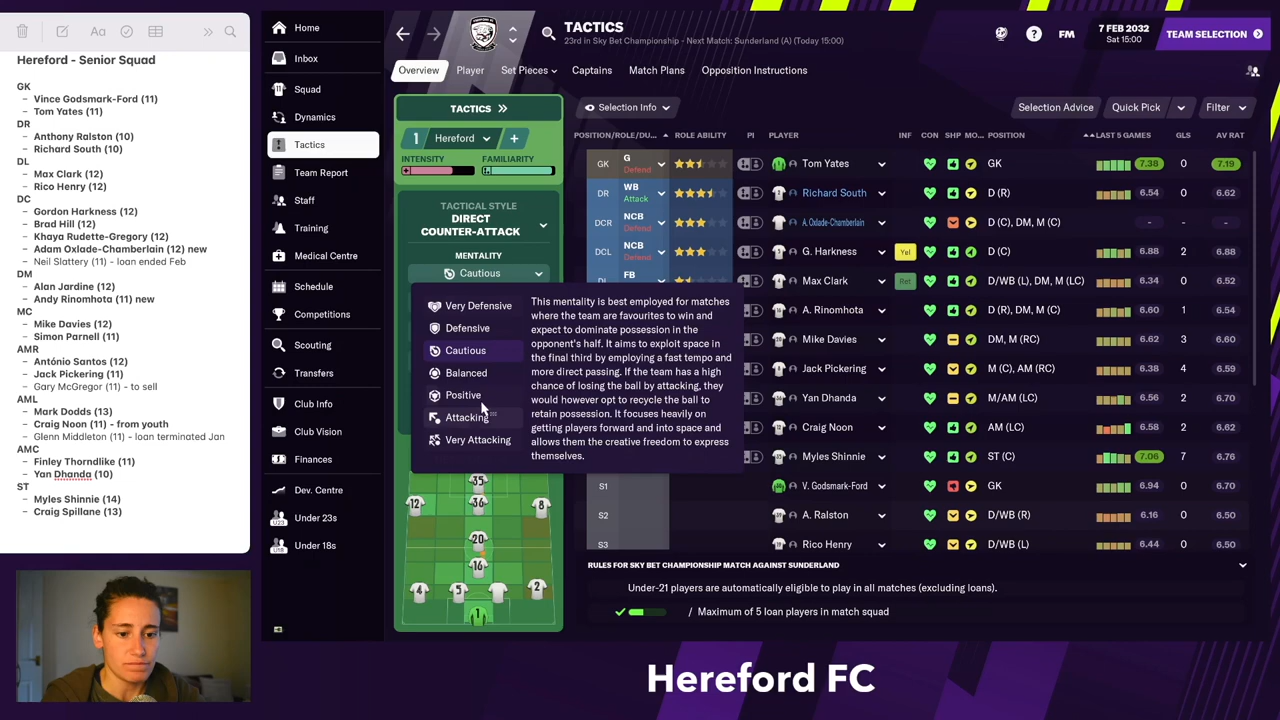 Aa
Hereford - Senior Squad
GK
- Vince Godsmark-Ford (11)
- Tom Yates (11)
DR
- Anthony Ralston (10)
- Richard South (10)
DL
- Max Clark (12)
- Rico Henry (12)
DC
- Gordon Harkness (12)
- Brad Hill (12)
- Khaya Rudette-Gregory (12)
- Adam Oxlade-Chamberlain (12) new
- Neil Slattery (11) - loan ended Feb
DM
- Alan Jardine (12)
- Andy Rinomhota (11) new
MC
- Mike Davies (12)
- Simon Parnell (11)
AMR
- António Santos (12)
- Jack Pickering (11)
- Gary McGregor (11) - to sell
AML
- Mark Dodds (13)
- Craig Noon (11) - from youth
- Glenn Middleton (11) - loan terminated Jan
AMC
- Finley Thorndlike (11)
- Yan Dhanda (10)
ST
- Myles Shinnie (14)
- Craig Spillane (13)
Home
Inbox
Squad
Dynamics
Tactics
Team Report
Staff
Training
Medical Centre
Schedule
Competitions
Scouting
Transfers
Club Info
Club Vision
Finances
Dev. Centre
U23 Under 23s
U18 Under 18s
TACTICS
23rd in Sky Bet Championship - Next Match: Sunderland (A) (Today 15:00)
FM
7 FEB 2032
Sat 15:00
TEAM SELECTION
Overview Player Set Pieces Captains Match Plans Opposition Instructions
TACTICS
1 Hereford +
INTENSITY FAMILIARITY
TACTICAL STYLE
DIRECT
COUNTER-ATTACK
MENTALITY
Cautious
Very Defensive
Defensive
Cautious
Balanced
Positive
Attacking
Very Attacking
This mentality is best employed for matches
where the team are favourites to win and
expect to dominate possession in the
opponent's half. It aims to exploit space in
the final third by employing a fast tempo and
more direct passing. If the team has a high
chance of losing the ball by attacking, they
would however opt to recycle the ball to
retain possession. It focuses heavily on
getting players forward and into space and
allows them the creative freedom to express
themselves.
35
12 36 8
20
16
4 5 2
1
Selection Info
Selection Advice Quick Pick Filter
POSITION/ROLE/DU... ROLE ABILITY PI PLAYER INF CON SHP MO... POSITION LAST 5 GAMES GLS AV RAT
GK G Defend Tom Yates GK 7.38 0 7.19
DR WB Attack Richard South D (R) 6.54 0 6.62
DCR NCB Defend A. Oxlade-Chamberlain D (C), DM, M (C) - - -
DCL NCB Defend G. Harkness Yel D (C) 6.88 2 6.88
DL FB Max Clark Ret D/WB (L), DM, M (LC) 6.34 0 6.52
A. Rinomhota D (R), DM, M (C) 6.60 1 6.54
Mike Davies DM, M (RC) 6.62 3 6.60
Jack Pickering M (C), AM (RC) 6.38 4 6.59
Yan Dhanda M/AM (LC) 6.56 2 6.70
Craig Noon AM (LC) 6.58 2 6.62
Myles Shinnie ST (C) 7.06 7 6.76
S1 V. Godsmark-Ford GK 6.94 0 6.70
S2 A. Ralston D/WB (R) 6.16 0 6.50
S3 Rico Henry D/WB (L) 6.44 0 6.50
RULES FOR SKY BET CHAMPIONSHIP MATCH AGAINST SUNDERLAND
Under-21 players are automatically eligible to play in all matches (excluding loans).
/ Maximum of 5 loan players in match squad
Hereford FC